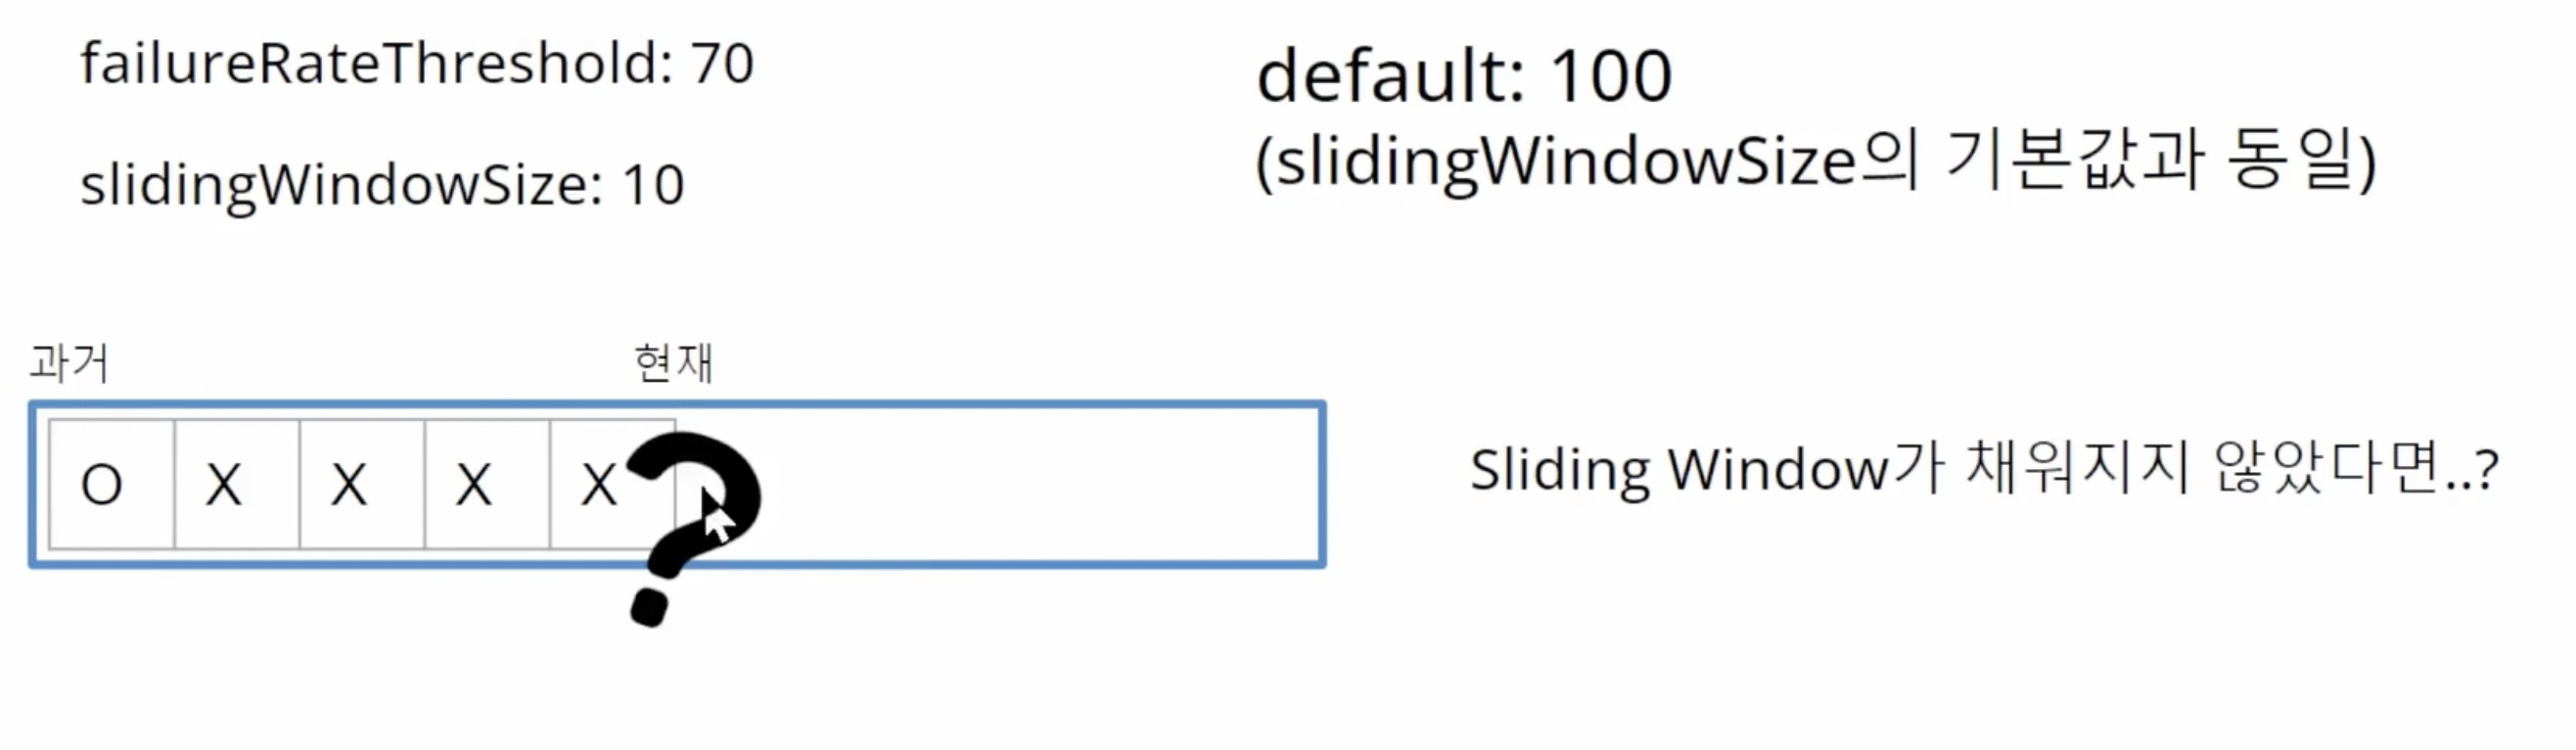 failureRateThreshold: 70
slidingWindowSize: 10
default: 100
(slidingWindowSize의 기본값과 동일)
과거 현재
O X X X X
?
Sliding Window가 채워지지 않았다면..?